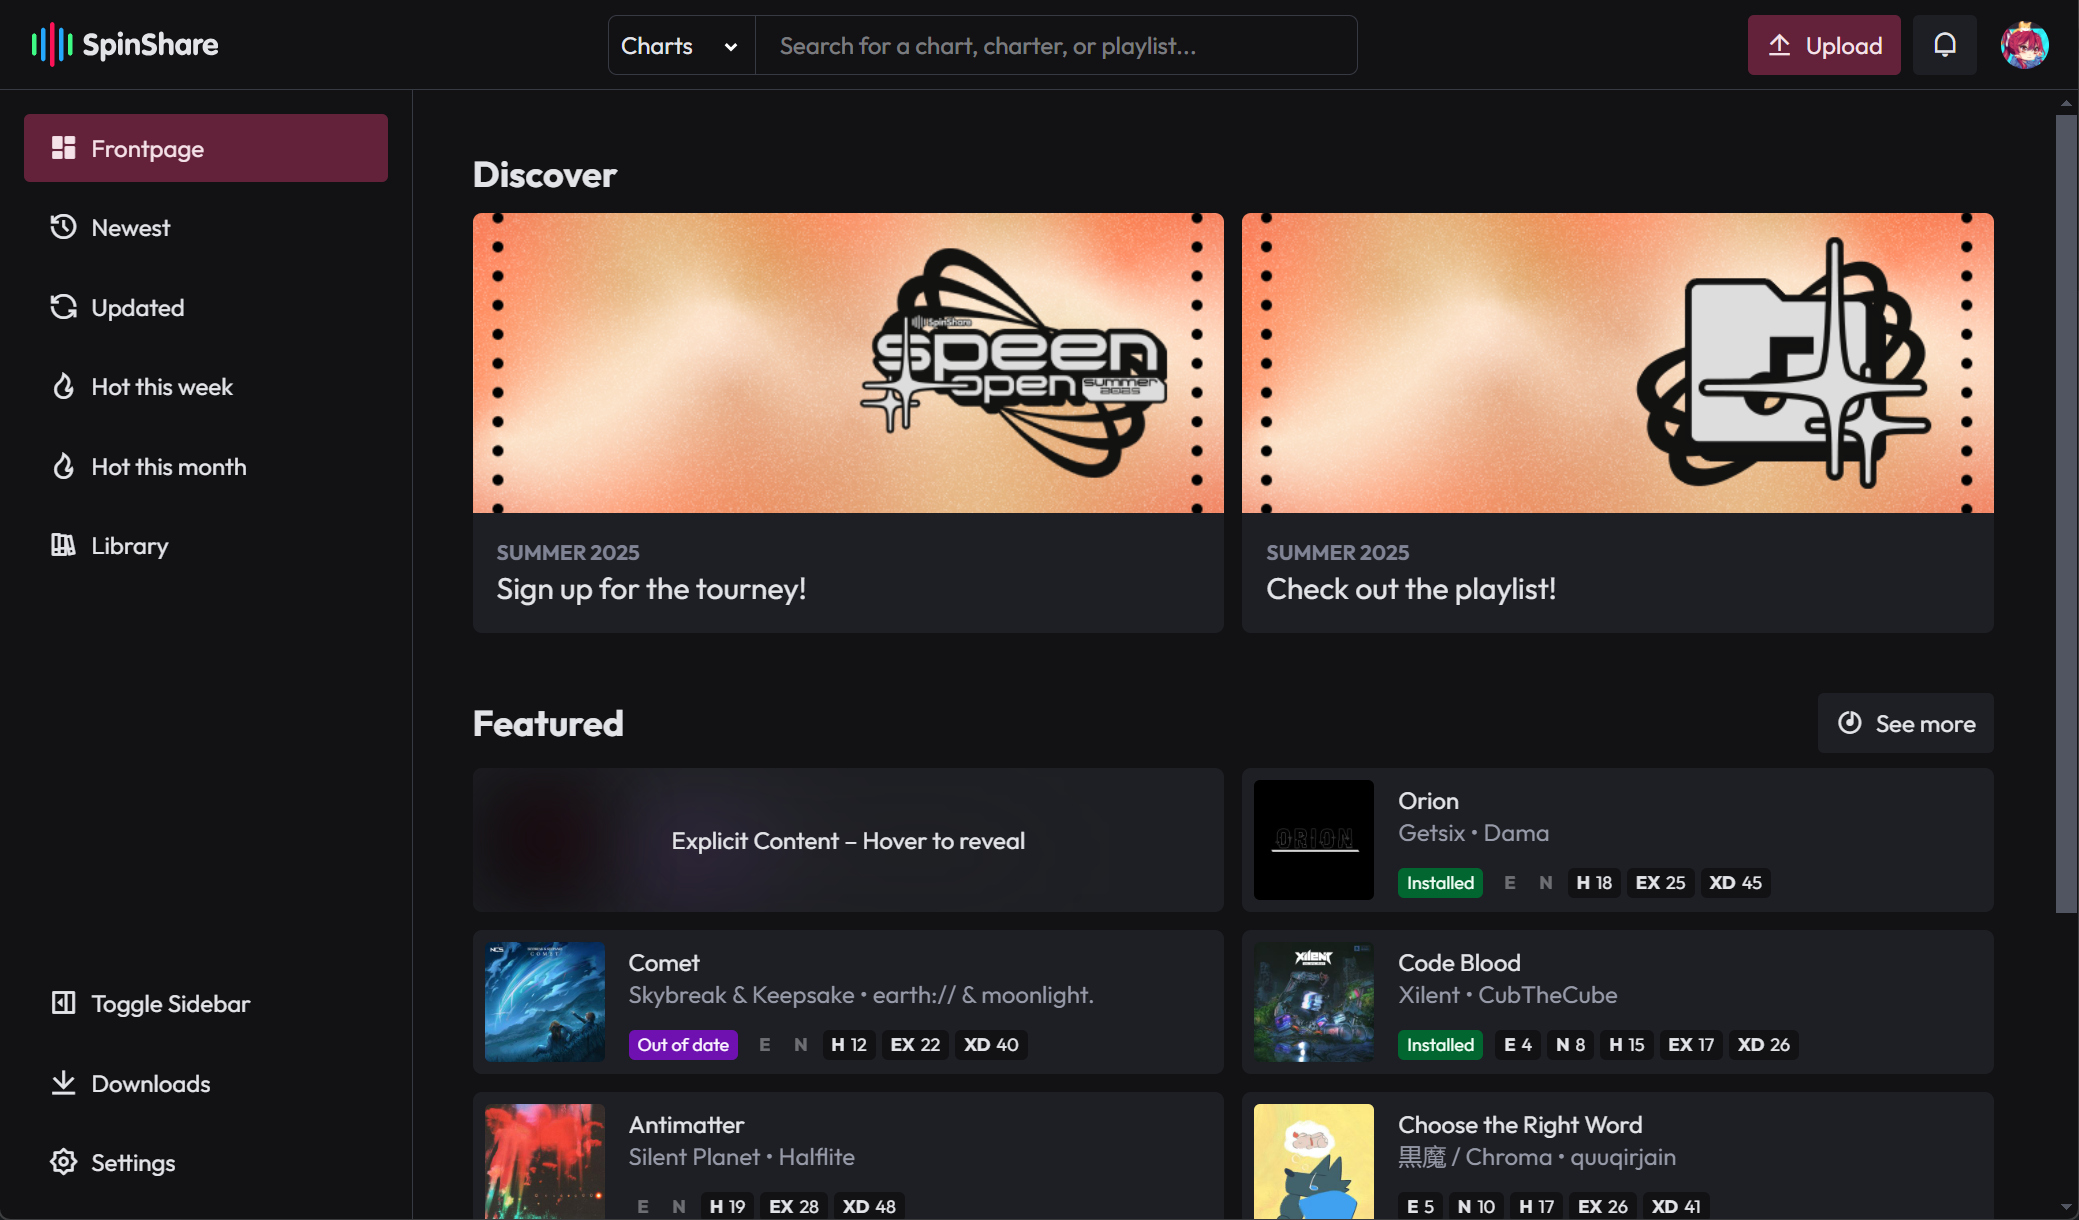 SpinShare
Charts
Search for a chart, charter, or playlist...
Upload
Frontpage
Newest
Updated
Hot this week
Hot this month
Library
Toggle Sidebar
Downloads
Settings
Discover
SpinShare
speen
open
summer
2025
SUMMER 2025
Sign up for the tourney!
SUMMER 2025
Check out the playlist!
Featured
See more
Explicit Content – Hover to reveal
ORION
Orion
Getsix • Dama
Installed E N H 18 EX 25 XD 45
NCS
COMET
Comet
Skybreak & Keepsake • earth:// & moonlight.
Out of date E N H 12 EX 22 XD 40
XILENT
Code Blood
Xilent • CubTheCube
Installed E 4 N 8 H 15 EX 17 XD 26
Antimatter
Silent Planet • Halflite
E N H 19 EX 28 XD 48
Choose the Right Word
黒魔 / Chroma • quuqirjain
E 5 N 10 H 17 EX 26 XD 41